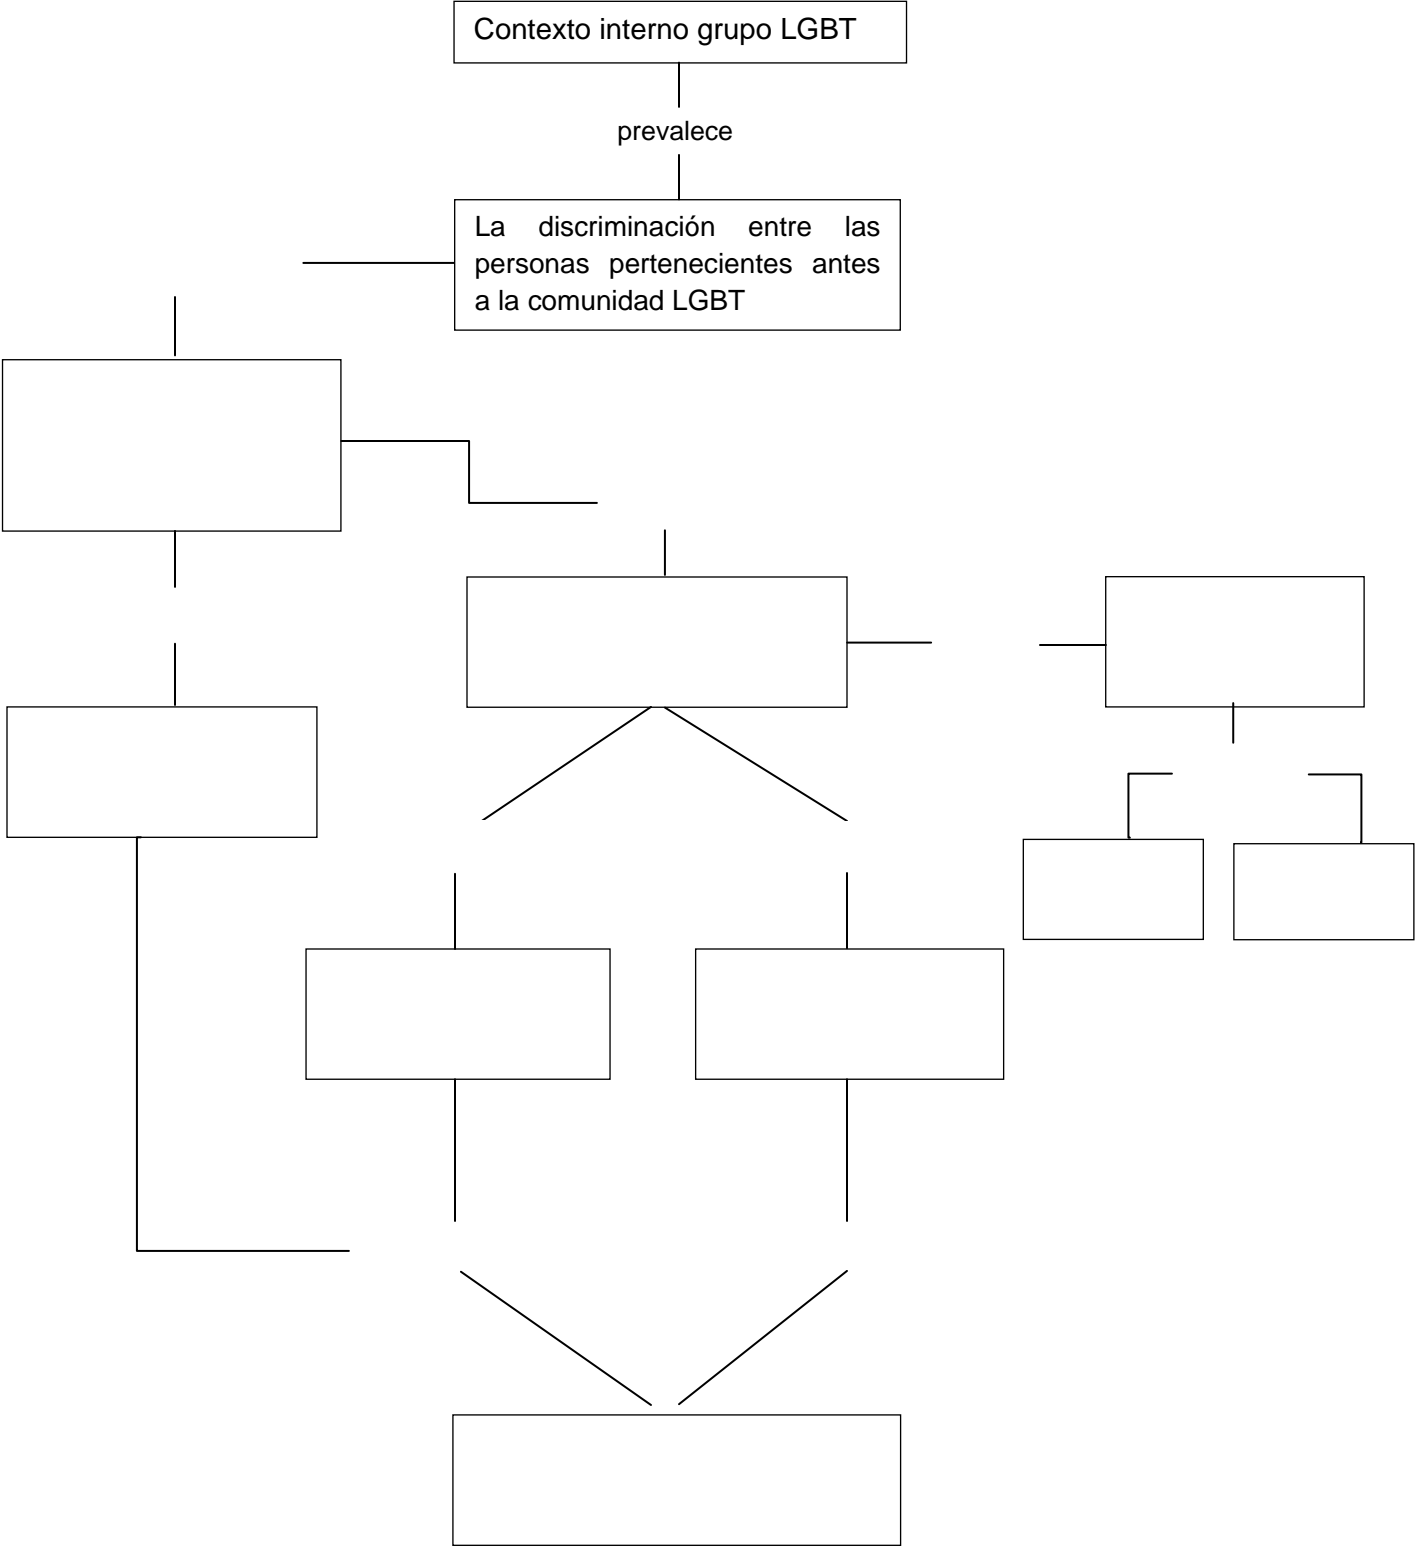 Contexto interno grupo LGBT
prevalece
La discriminación entre las
personas pertenecientes antes
a la comunidad LGBT